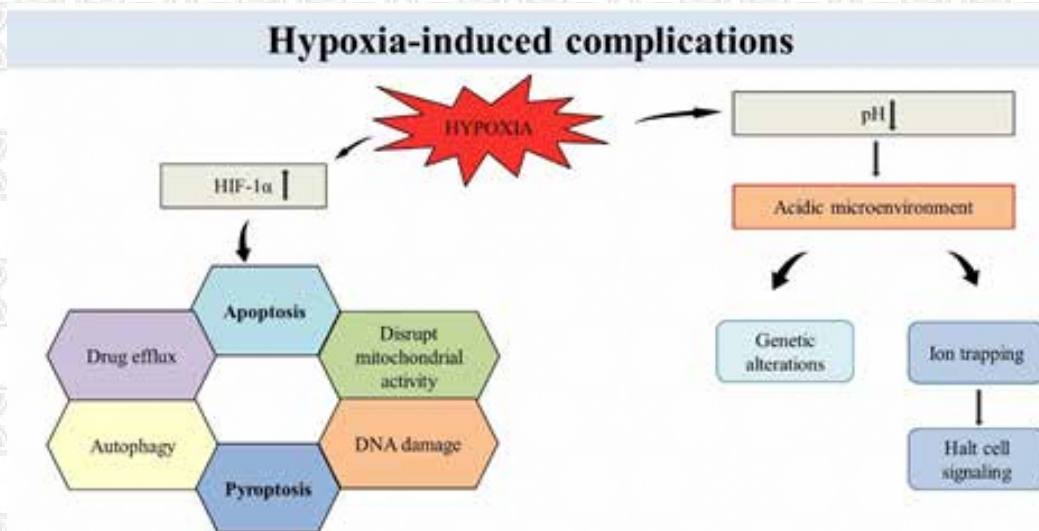 Hypoxia-induced complications
HYPOXIA
pH↓
HIF-1α ↑
Acidic microenvironment
Apoptosis
Drug efflux
Disrupt
mitochondrial
activity
Autophagy
DNA damage
Pyroptosis
Genetic
alterations
Ion trapping
Halt cell
signaling